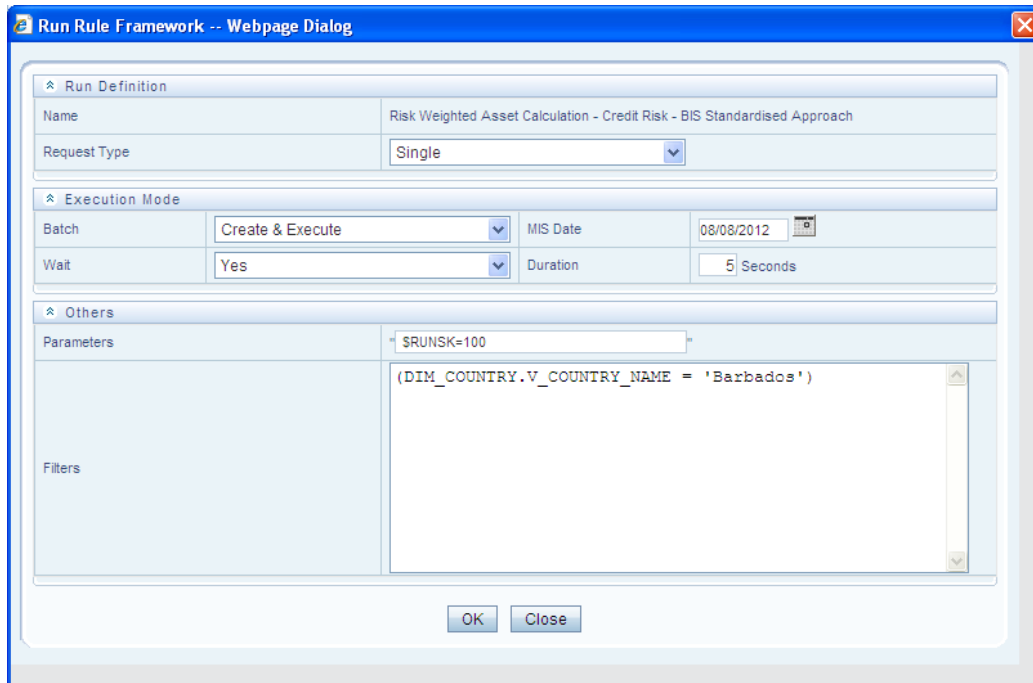 Run Rule Framework -- Webpage Dialog
Run Definition
Name Risk Weighted Asset Calculation - Credit Risk - BIS Standardised Approach
Request Type Single
Execution Mode
Batch Create & Execute MIS Date 08/08/2012
Wait Yes Duration 5 Seconds
Others
Parameters " $RUNSK=100 "
(DIM_COUNTRY.V_COUNTRY_NAME = 'Barbados')
Filters
OK Close